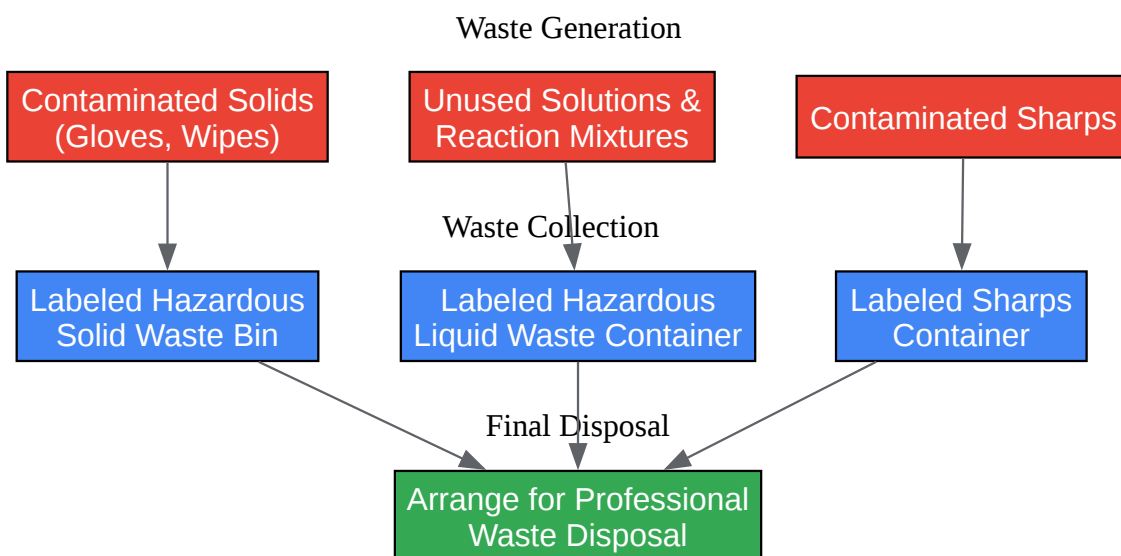 Waste Generation
Contaminated Solids
(Gloves, Wipes)
Unused Solutions &
Reaction Mixtures
Contaminated Sharps
Waste Collection
Labeled Hazardous
Solid Waste Bin
Labeled Hazardous
Liquid Waste Container
Labeled Sharps
Container
Final Disposal
Arrange for Professional
Waste Disposal